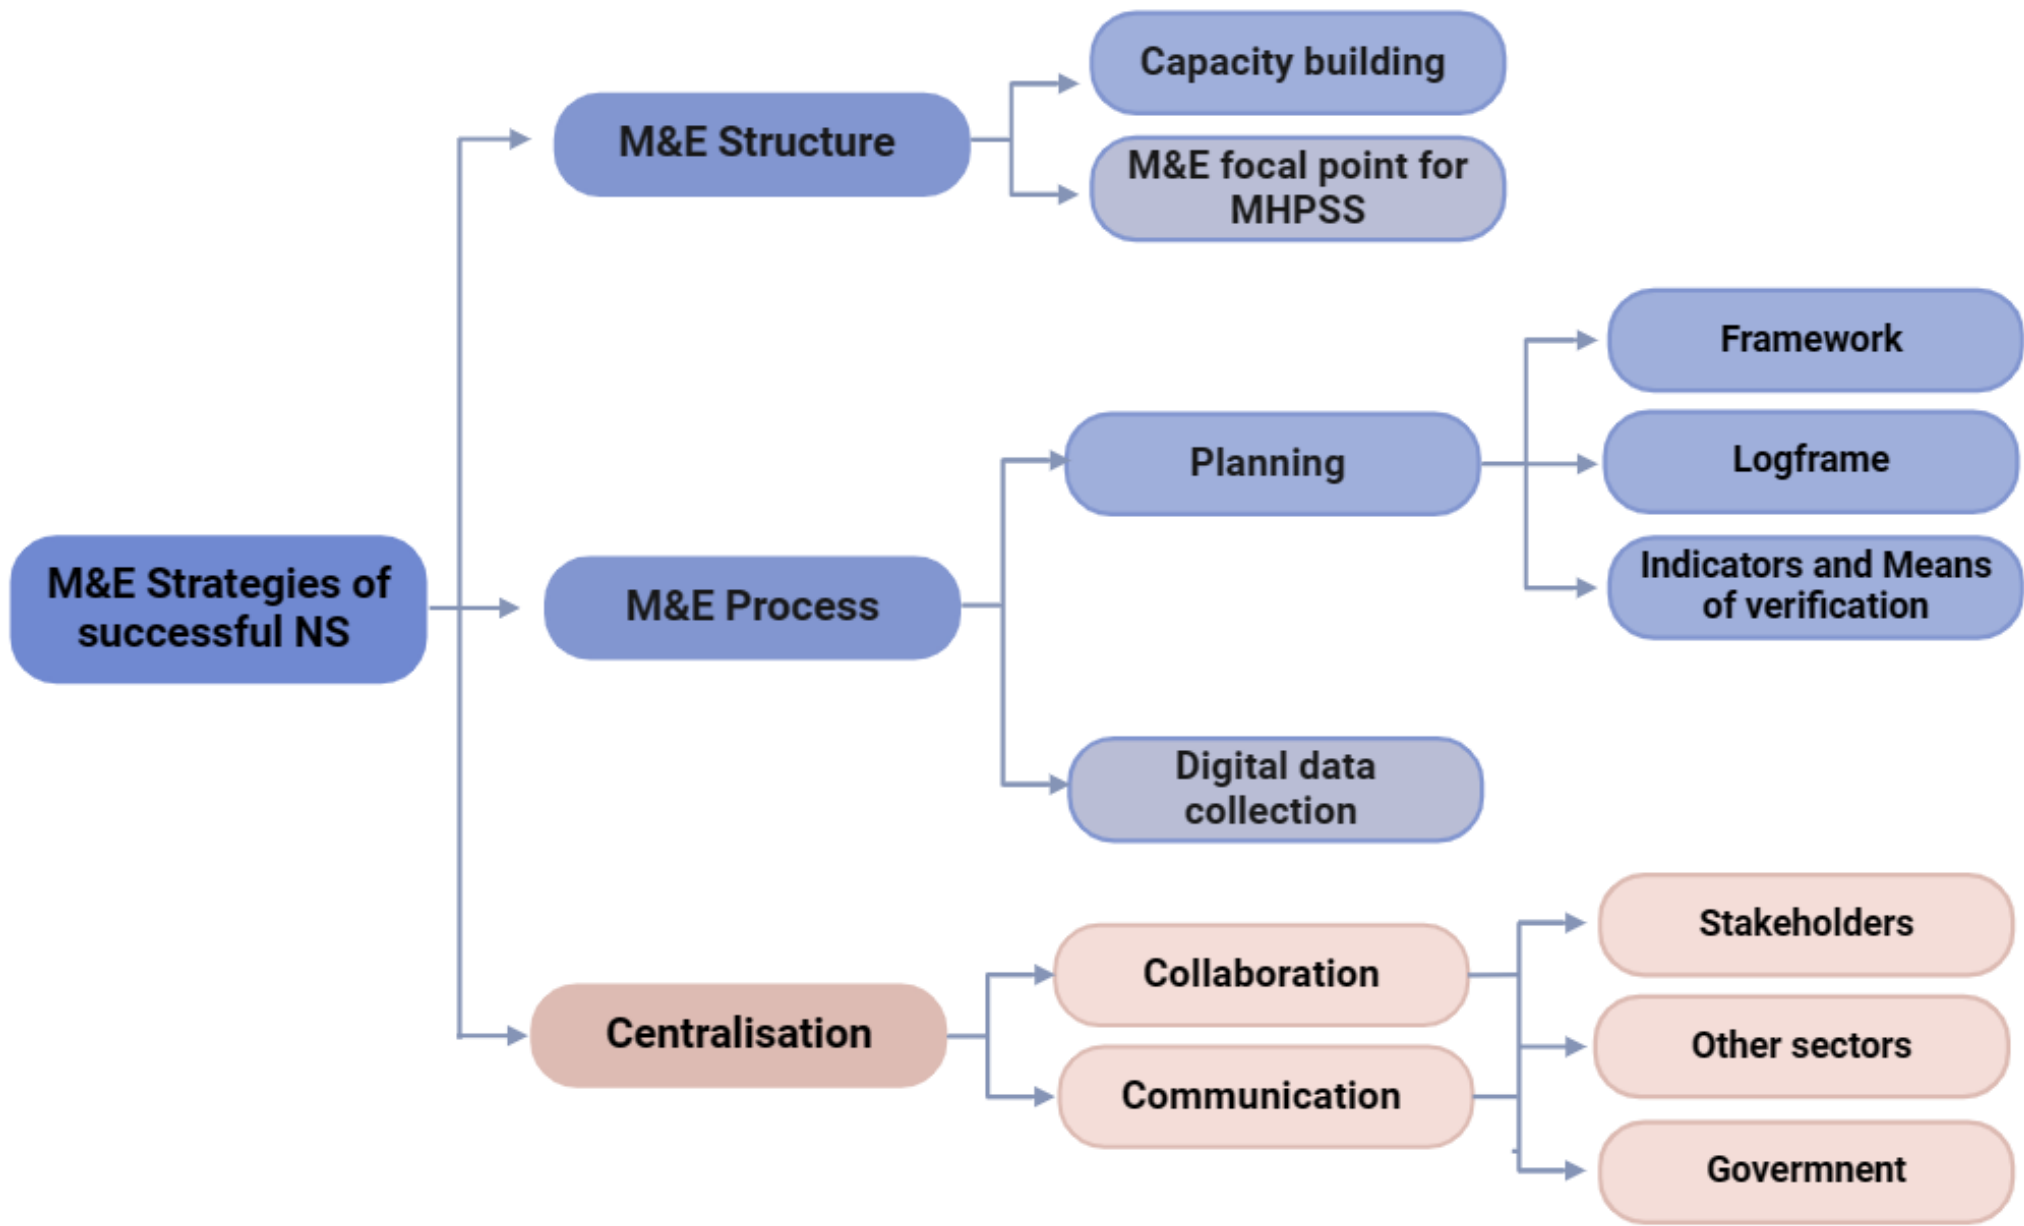 Capacity building
M&E Structure
M&E focal point for
MHPSS
Framework
Planning
Logframe
M&E Strategies of
successful NS
M&E Process
Indicators and Means
of verification
Digital data
collection
Stakeholders
Collaboration
Centralisation
Other sectors
Communication
Govermnent